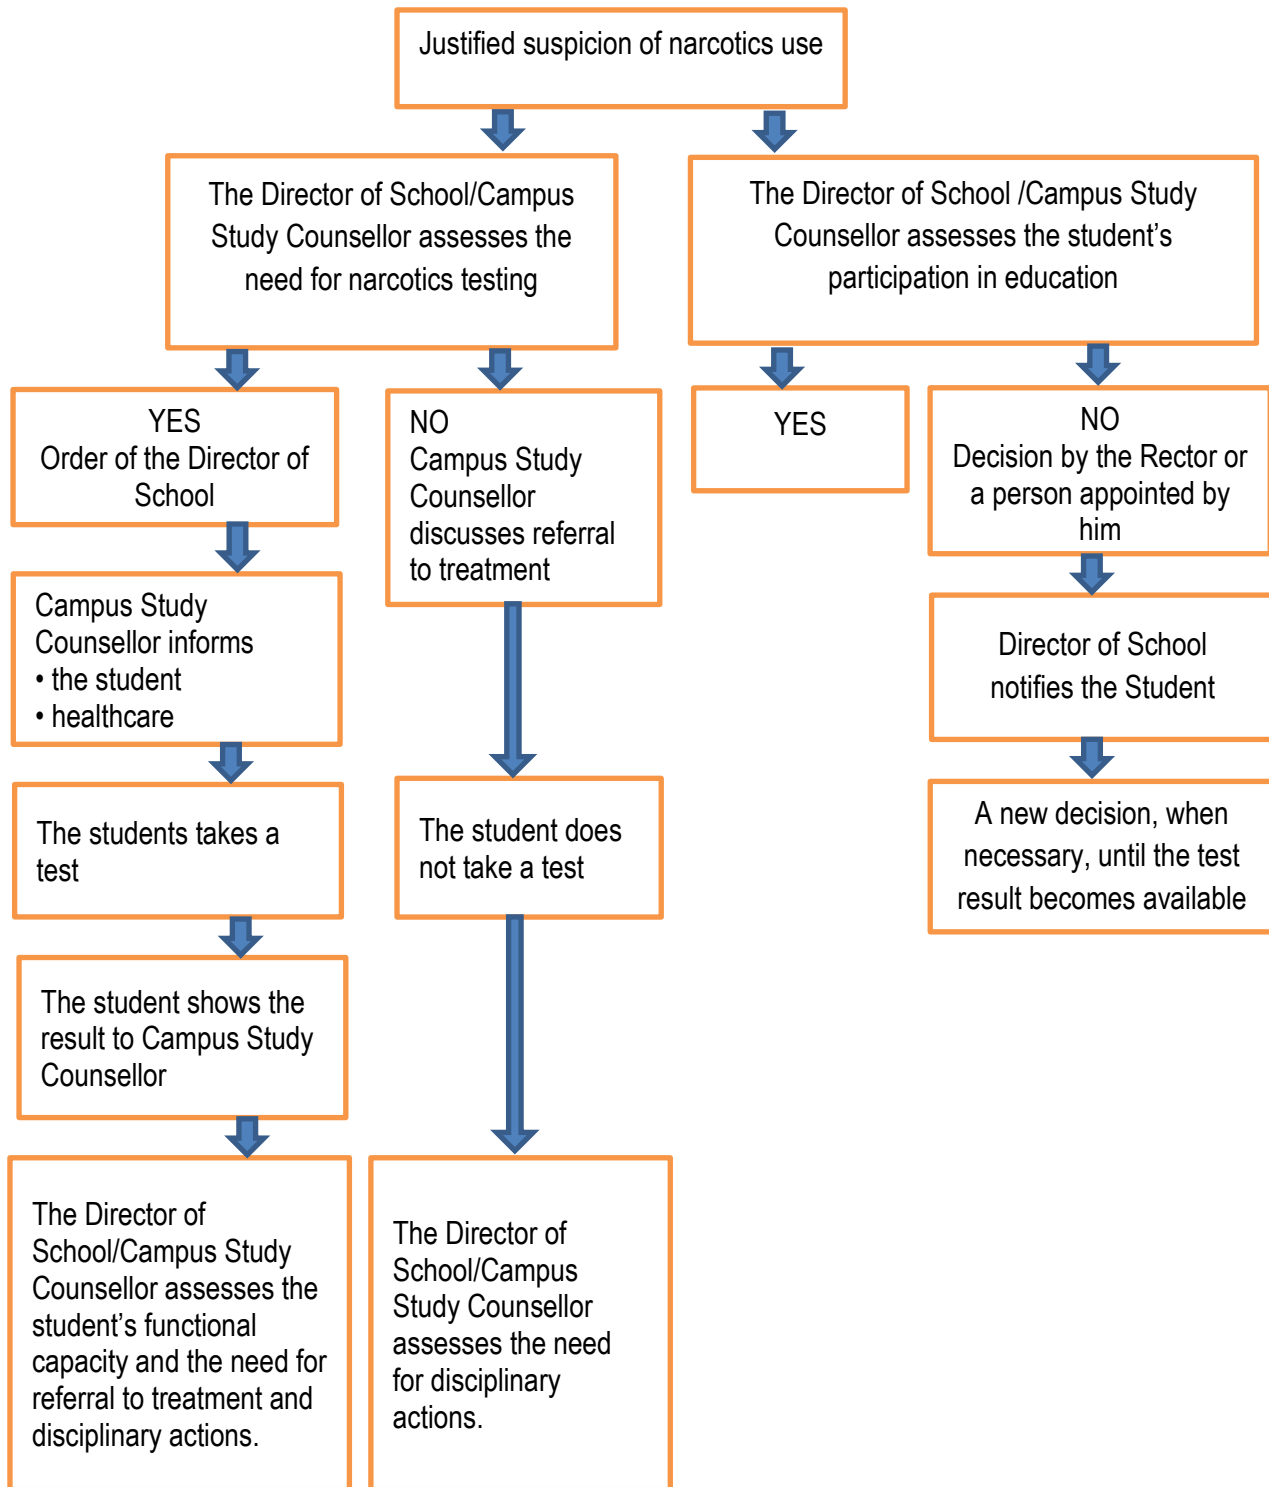 Justified suspicion of narcotics use
The Director of School/Campus
Study Counsellor assesses the
need for narcotics testing
The Director of School /Campus Study
Counsellor assesses the student’s
participation in education
YES
Order of the Director of
School
NO
Campus Study
Counsellor
discusses referral
to treatment
YES
NO
Decision by the Rector or
a person appointed by
him
Campus Study
Counsellor informs
• the student
• healthcare
Director of School
notifies the Student
The students takes a
test
The student does
not take a test
A new decision, when
necessary, until the test
result becomes available
The student shows the
result to Campus Study
Counsellor
The Director of
School/Campus Study
Counsellor assesses the
student’s functional
capacity and the need for
referral to treatment and
disciplinary actions.
The Director of
School/Campus
Study Counsellor
assesses the need
for disciplinary
actions.